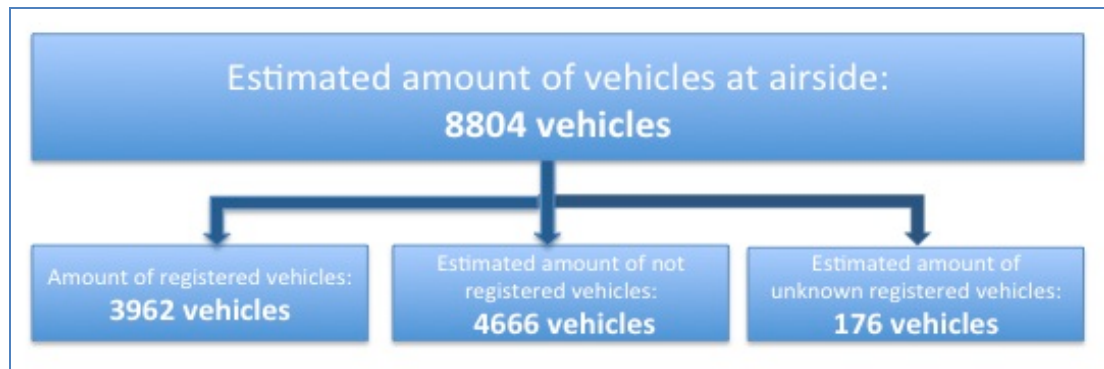 Estimated amount of vehicles at airside:
8804 vehicles
Amount of registered vehicles:
3962 vehicles
Estimated amount of not
registered vehicles:
4666 vehicles
Estimated amount of
unknown registered vehicles:
176 vehicles